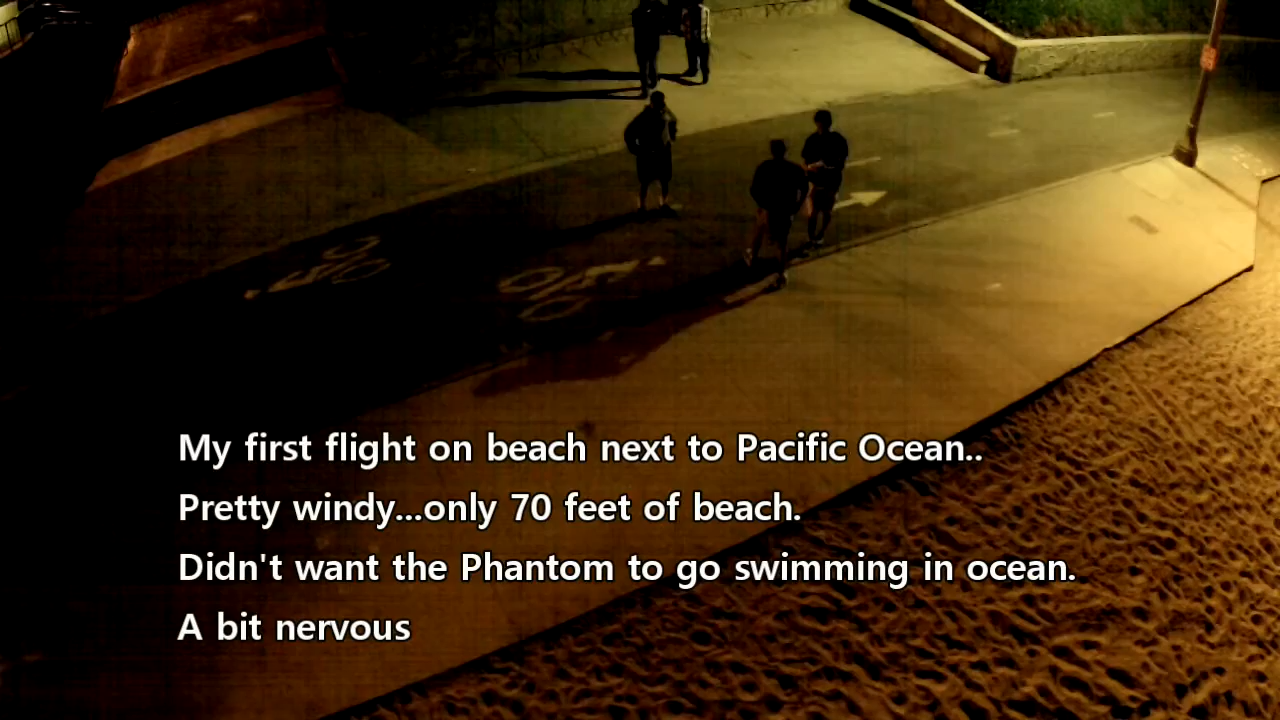 My first flight on beach next to Pacific Ocean..
Pretty windy...only 70 feet of beach.
Didn't want the Phantom to go swimming in ocean.
A bit nervous